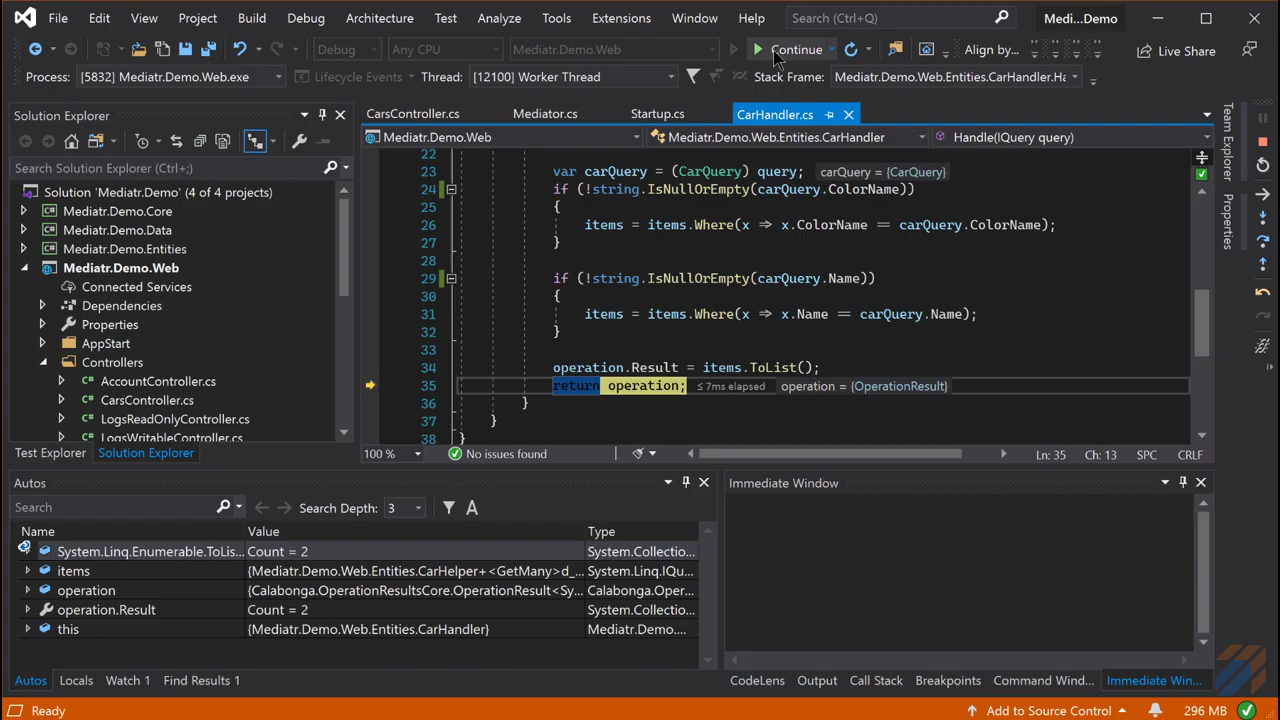 File Edit View Project Build Debug Architecture Test Analyze Tools Extensions Window Help Search (Ctrl+Q) Medi...Demo
Debug Any CPU Mediatr.Demo.Web Continue Align by... Live Share
Process: [5832] Mediatr.Demo.Web.exe Lifecycle Events Thread: [12100] Worker Thread Stack Frame: Mediatr.Demo.Web.Entities.CarHandler.Ha
Solution Explorer
Search Solution Explorer (Ctrl+;)
Solution 'Mediatr.Demo' (4 of 4 projects)
Mediatr.Demo.Core
Mediatr.Demo.Data
Mediatr.Demo.Entities
Mediatr.Demo.Web
Connected Services
Dependencies
Properties
AppStart
Controllers
AccountController.cs
CarsController.cs
LogsReadOnlyController.cs
LogsWritableController.cs
Test Explorer Solution Explorer
CarsController.cs Mediator.cs Startup.cs CarHandler.cs
Mediatr.Demo.Web Mediatr.Demo.Web.Entities.CarHandler Handle(IQuery query)
22
23 var carQuery = (CarQuery) query; carQuery = {CarQuery}
24 if (!string.IsNullOrEmpty(carQuery.ColorName))
25 {
26 items = items.Where(x => x.ColorName == carQuery.ColorName);
27 }
28
29 if (!string.IsNullOrEmpty(carQuery.Name))
30 {
31 items = items.Where(x => x.Name == carQuery.Name);
32 }
33
34 operation.Result = items.ToList();
35 return operation; ≤ 7ms elapsed operation = {OperationResult}
36 }
37 }
38 }
100 % No issues found Ln: 35 Ch: 13 SPC CRLF
Team Explorer
Properties
Autos
Search Search Depth: 3
Name Value Type
System.Linq.Enumerable.ToLis... Count = 2 System.Collectio...
items {Mediatr.Demo.Web.Entities.CarHelper+<GetMany>d_... System.Linq.IQu...
operation {Calabonga.OperationResultsCore.OperationResult<Sy... Calabonga.Oper...
operation.Result Count = 2 System.Collectio...
this {Mediatr.Demo.Web.Entities.CarHandler} Mediatr.Demo....
Autos Locals Watch 1 Find Results 1
Immediate Window
CodeLens Output Call Stack Breakpoints Command Wind... Immediate Win...
Ready Add to Source Control 296 MB